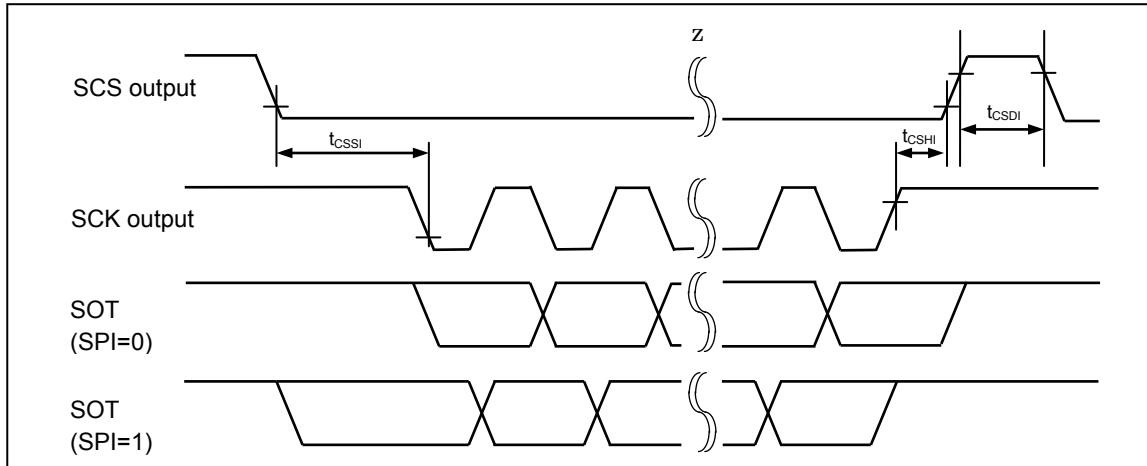 z
SCS output
tCSSI
tCSHI
tCSDI
SCK output
SOT
(SPI=0)
SOT
(SPI=1)